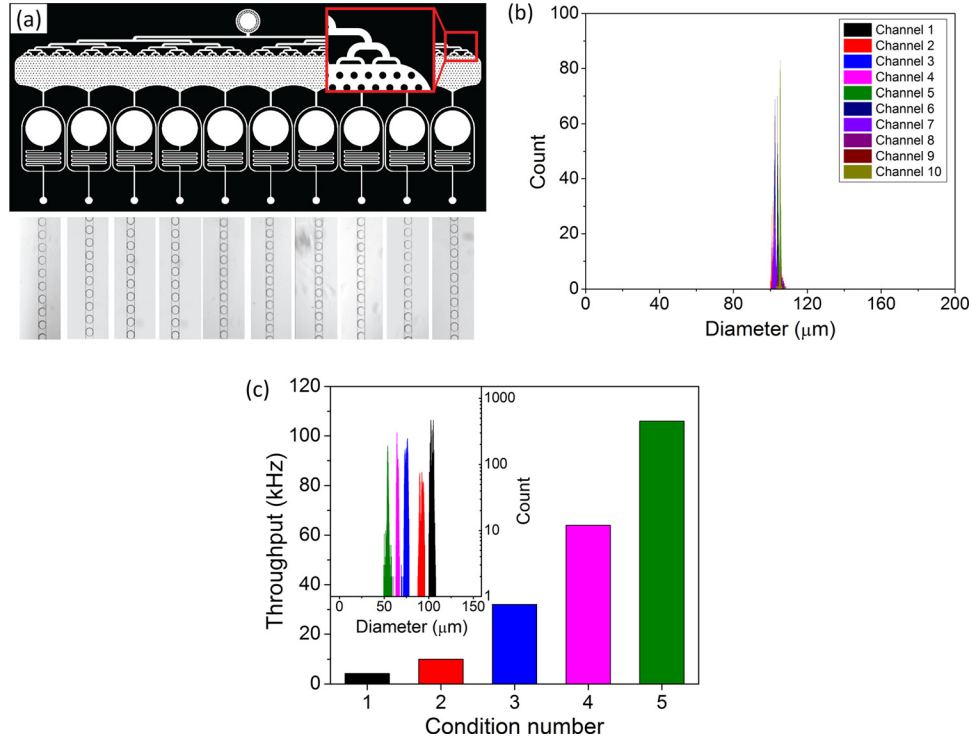 (a)
(b)
Count
100
80
60
40
20
0
0 40 80 120 160 200
Diameter (μm)
Channel 1
Channel 2
Channel 3
Channel 4
Channel 5
Channel 6
Channel 7
Channel 8
Channel 9
Channel 10
(c)
Throughput (kHz)
120
100
80
60
40
20
0
1 2 3 4 5
Condition number
1000
100
10
1
Count
0 50 100 150
Diameter (μm)